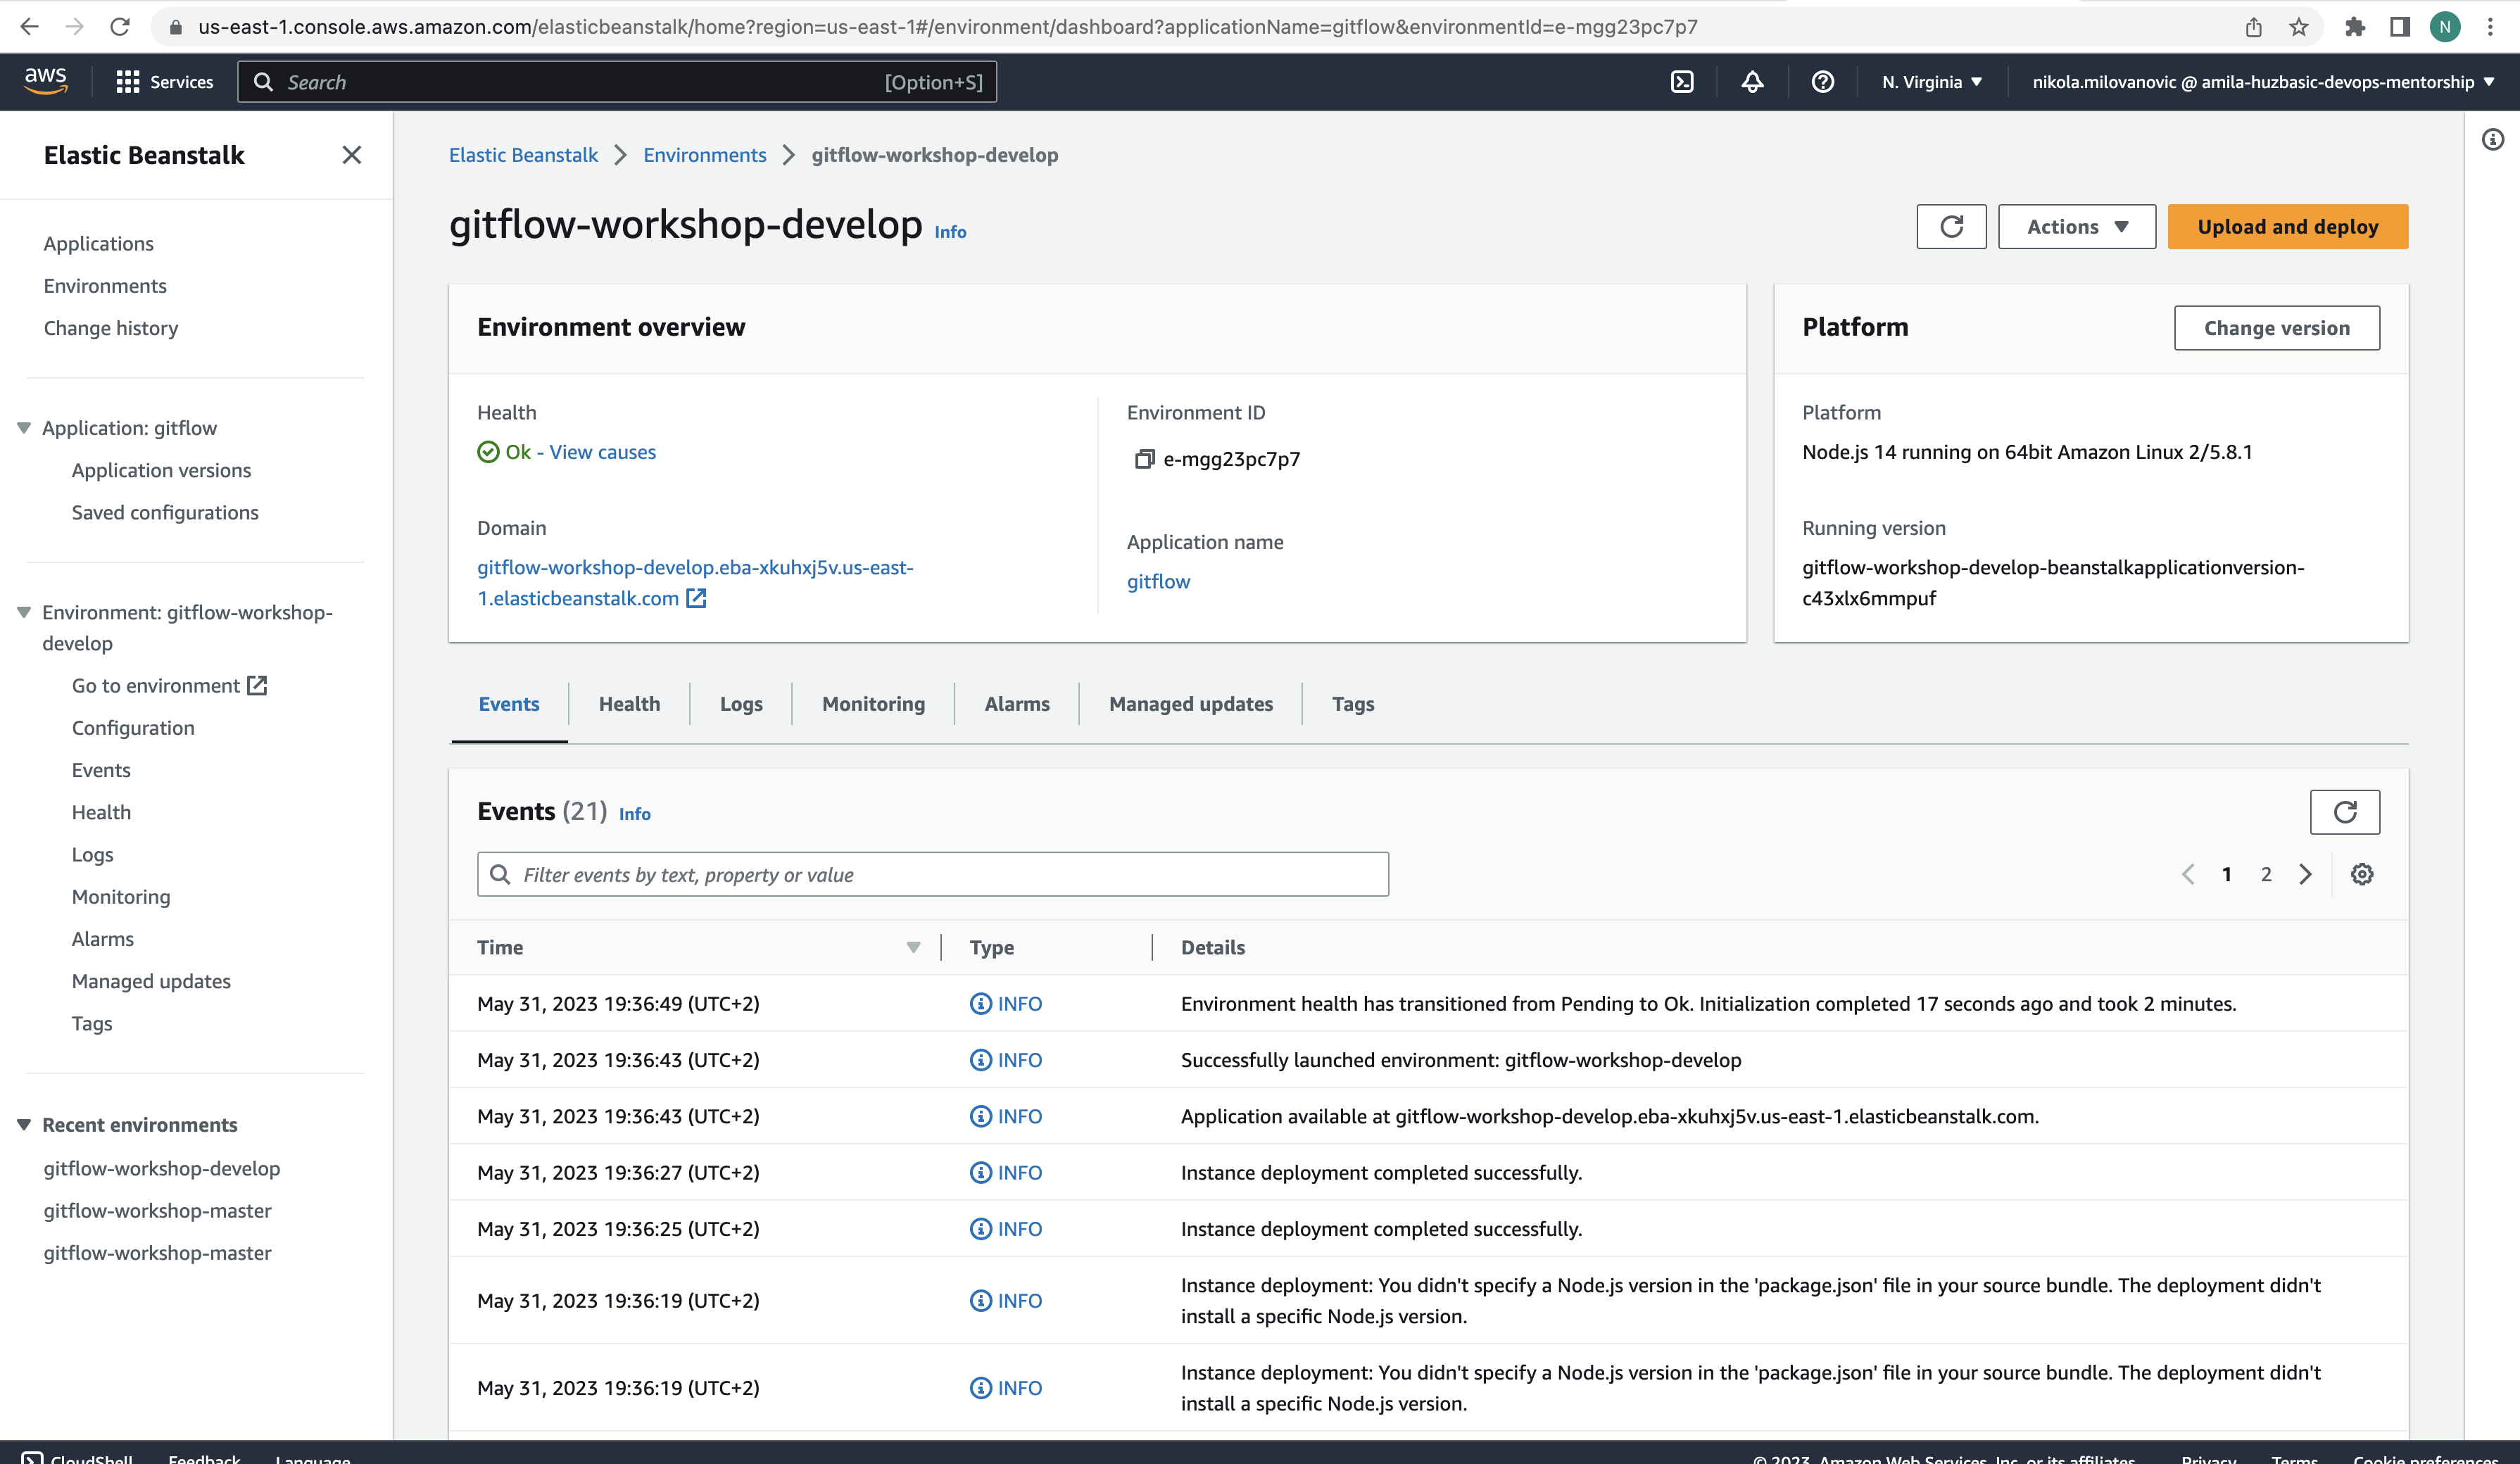 us-east-1.console.aws.amazon.com/elasticbeanstalk/home?region=us-east-1#/environment/dashboard?applicationName=gitflow&environmentId=e-mgg23pc7p7
N
aws
Services
Search
[Option+S]
N. Virginia
nikola.milovanovic @ amila-huzbasic-devops-mentorship
Elastic Beanstalk
Applications
Environments
Change history
Application: gitflow
Application versions
Saved configurations
Environment: gitflow-workshop-
develop
Go to environment
Configuration
Events
Health
Logs
Monitoring
Alarms
Managed updates
Tags
Recent environments
gitflow-workshop-develop
gitflow-workshop-master
gitflow-workshop-master
Elastic Beanstalk
Environments
gitflow-workshop-develop
gitflow-workshop-develop Info
Actions
Upload and deploy
Environment overview
Health
Ok - View causes
Domain
gitflow-workshop-develop.eba-xkuhxj5v.us-east-
1.elasticbeanstalk.com
Environment ID
e-mgg23pc7p7
Application name
gitflow
Platform
Change version
Platform
Node.js 14 running on 64bit Amazon Linux 2/5.8.1
Running version
gitflow-workshop-develop-beanstalkapplicationversion-
c43xlx6mmpuf
Events
Health
Logs
Monitoring
Alarms
Managed updates
Tags
Events (21) Info
Filter events by text, property or value
1
2
Time
Type
Details
May 31, 2023 19:36:49 (UTC+2)
INFO
Environment health has transitioned from Pending to Ok. Initialization completed 17 seconds ago and took 2 minutes.
May 31, 2023 19:36:43 (UTC+2)
INFO
Successfully launched environment: gitflow-workshop-develop
May 31, 2023 19:36:43 (UTC+2)
INFO
Application available at gitflow-workshop-develop.eba-xkuhxj5v.us-east-1.elasticbeanstalk.com.
May 31, 2023 19:36:27 (UTC+2)
INFO
Instance deployment completed successfully.
May 31, 2023 19:36:25 (UTC+2)
INFO
Instance deployment completed successfully.
May 31, 2023 19:36:19 (UTC+2)
INFO
Instance deployment: You didn't specify a Node.js version in the 'package.json' file in your source bundle. The deployment didn't
install a specific Node.js version.
May 31, 2023 19:36:19 (UTC+2)
INFO
Instance deployment: You didn't specify a Node.js version in the 'package.json' file in your source bundle. The deployment didn't
install a specific Node.js version.
CloudShell
Feedback
Language
© 2023, Amazon Web Services, Inc. or its affiliates.
Privacy
Terms
Cookie preferences